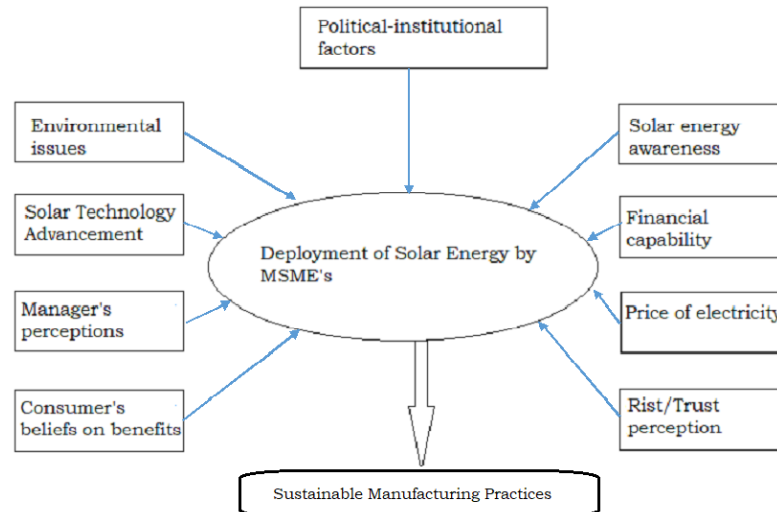 Political-institutional
factors
Environmental
issues
Solar energy
awareness
Solar Technology
Advancement
Financial
capability
Deployment of Solar Energy by
MSME's
Manager's
perceptions
Price of electricity
Consumer's
beliefs on benefits
Rist/Trust
perception
Sustainable Manufacturing Practices